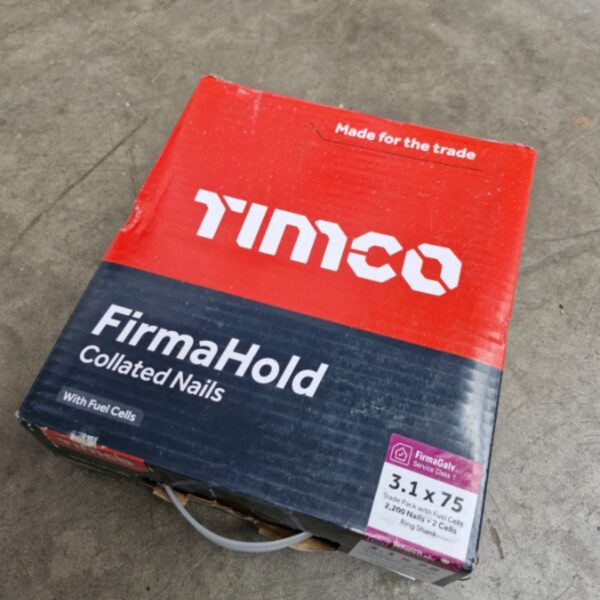 Made for the trade
TIMCO
FirmaHold
Collated Nails
With Fuel Cells
TIMCO
FirmaGalv
Service Class 1
3.1 x 75
Trade Pack with Fuel Cells
2,200 Nails + 2 Cells
Ring Shank